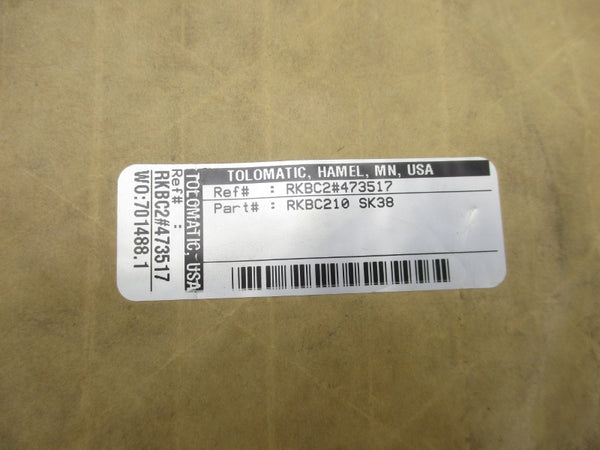 TOLOMATIC, HAMEL, MN, USA
Ref# : RKBC2#473517
Part# : RKBC210 SK38
TOLOMATIC, USA
Ref# :
RKBC2#473517
WO:701488.1